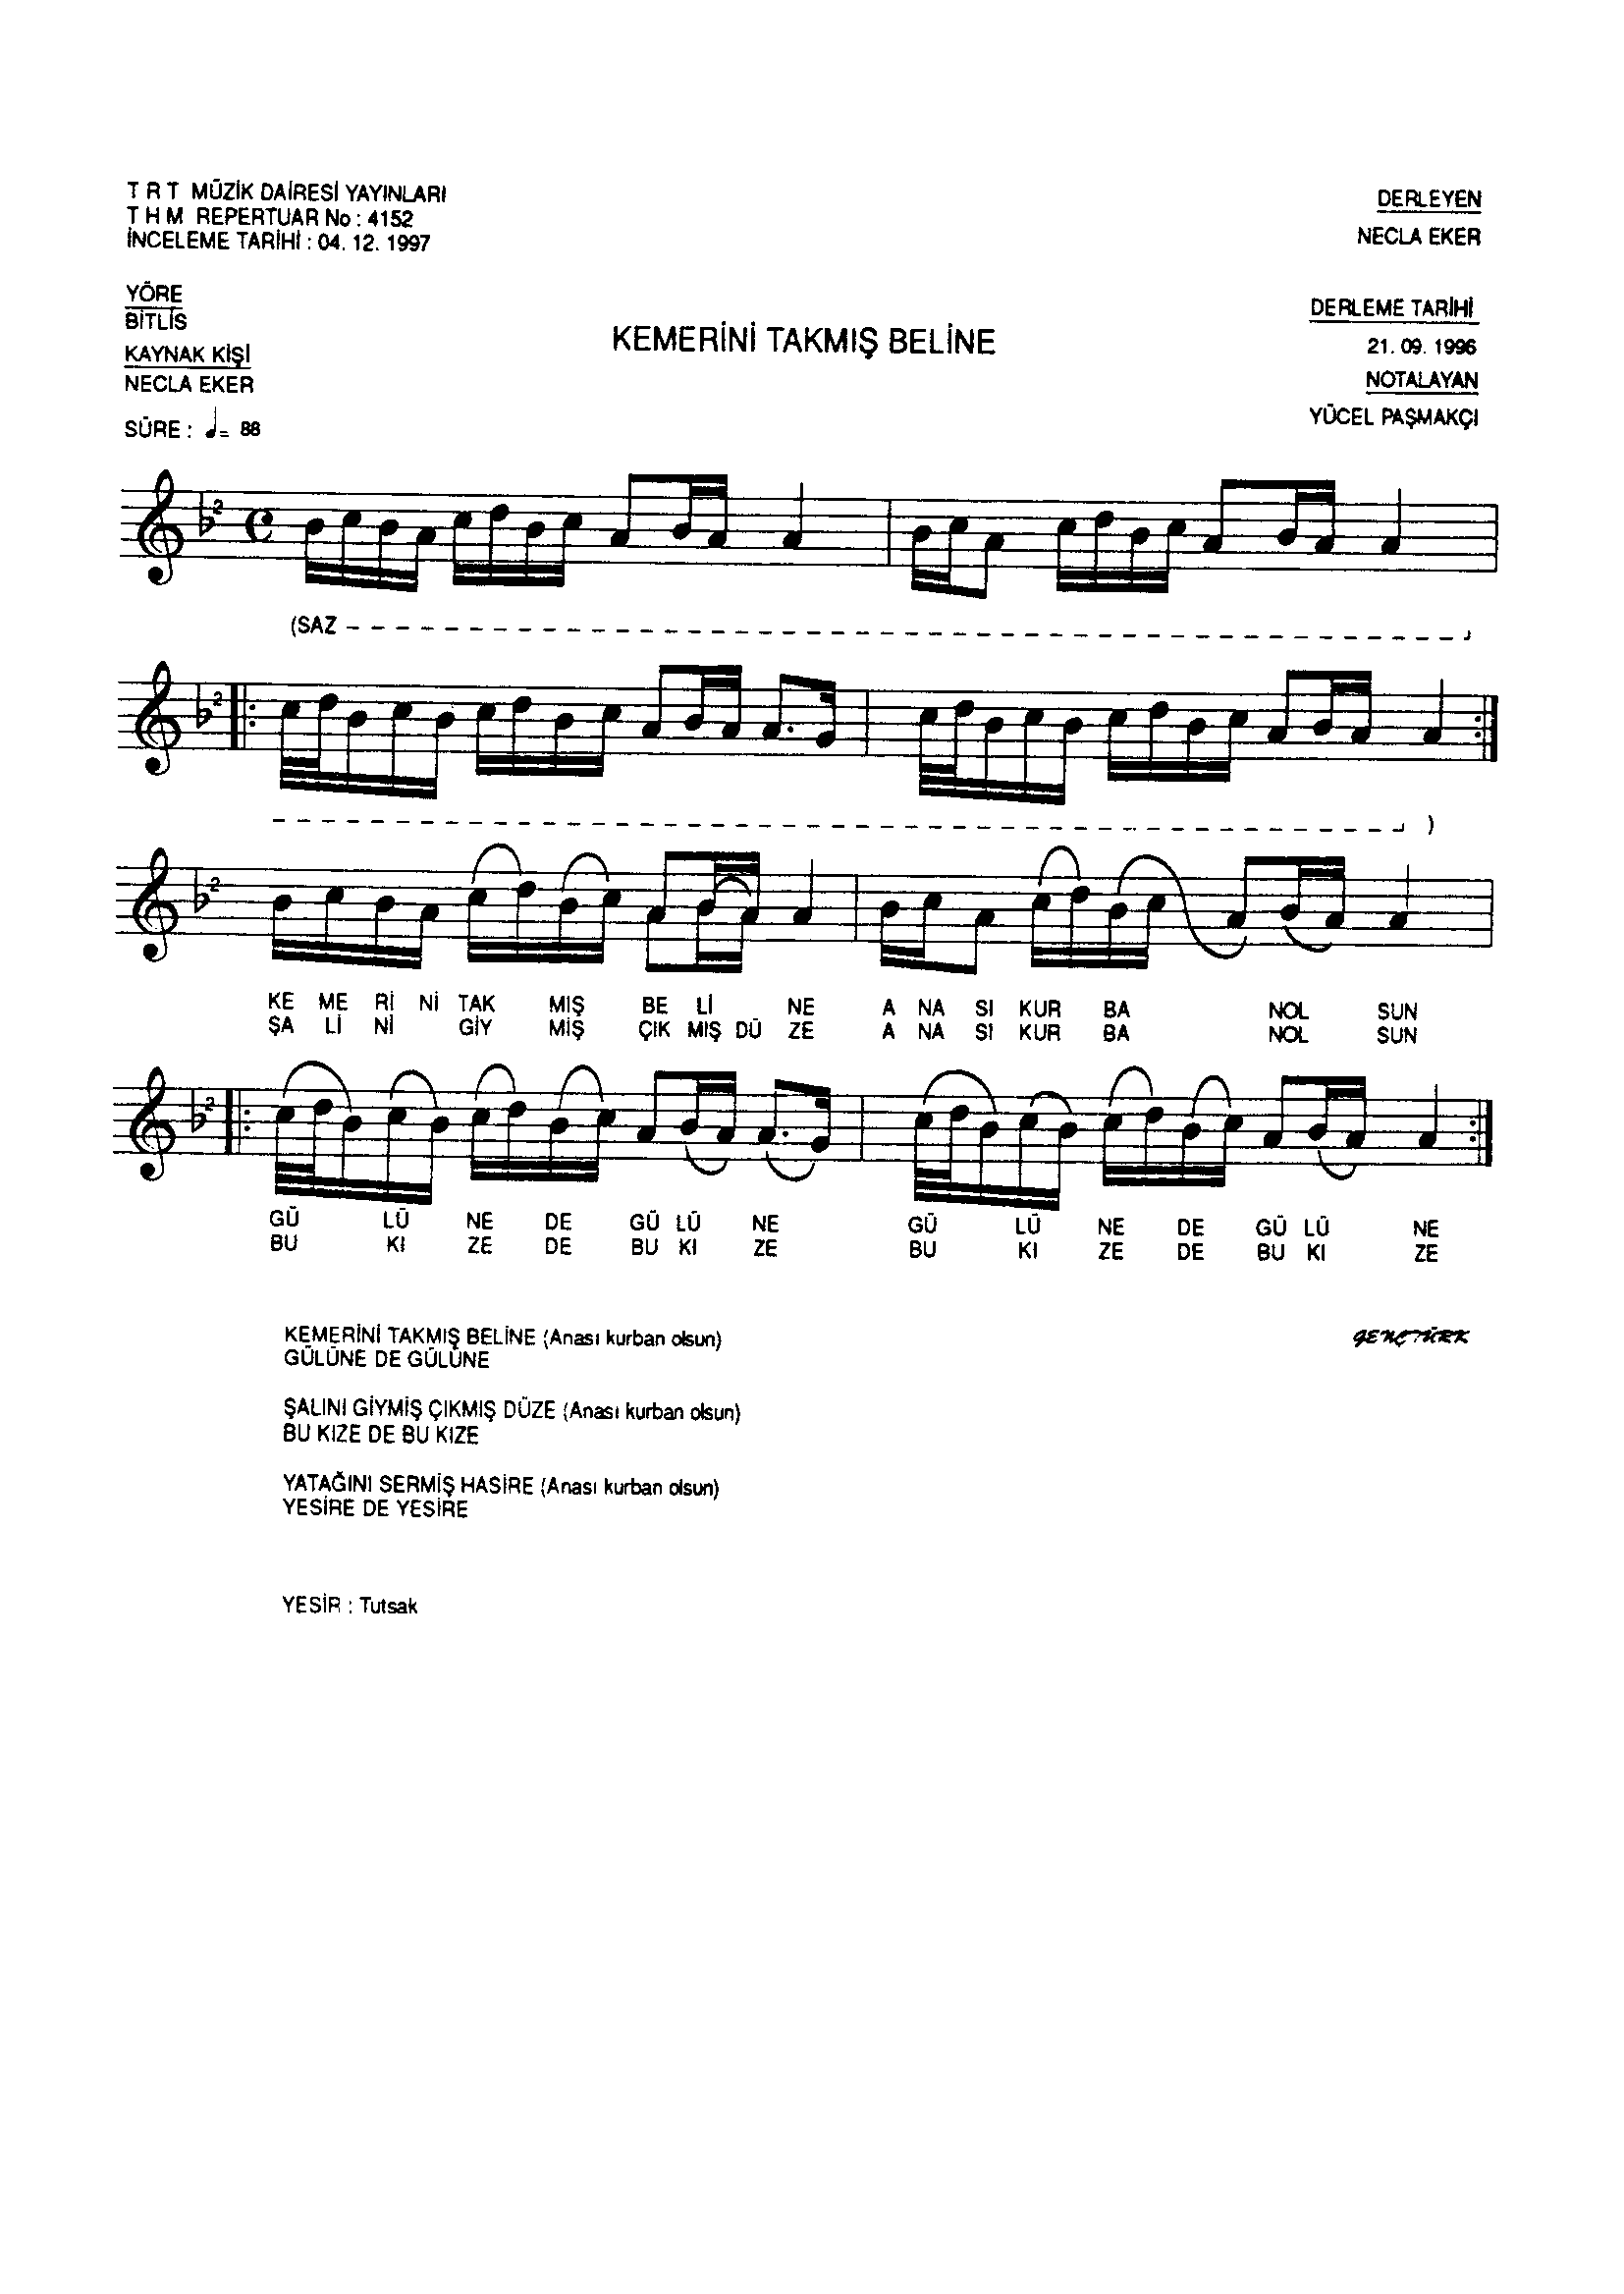 T R T MÜZİK DAİRESİ YAYINLARI
T H M REPERTUAR No : 4152
İNCELEME TARİHİ : 04. 12. 1997
DERLEYEN
NECLA EKER
YÖRE
BİTLİS
KAYNAK KİŞİ
NECLA EKER
SÜRE : ♩= 88
KEMERİNİ TAKMIŞ BELİNE
DERLEME TARİHİ
21. 09. 1996
NOTALAYAN
YÜCEL PAŞMAKÇI
(SAZ
)
KE ME Rİ Nİ TAK MIŞ BE Lİ NE A NA SI KUR BA NOL SUN
ŞA LI NI GİY MİŞ ÇIK MIŞ DÜ ZE A NA SI KUR BA NOL SUN
GÜ LÜ NE DE GÜ LÜ NE GÜ LÜ NE DE GÜ LÜ NE
BU KI ZE DE BU KI ZE BU KI ZE DE BU KI ZE
KEMERİNİ TAKMIŞ BELİNE (Anası kurban olsun)
GÜLÜNE DE GÜLÜNE
GENÇTÜRK
ŞALINI GİYMİŞ ÇIKMIŞ DÜZE (Anası kurban olsun)
BU KIZE DE BU KIZE
YATAĞINI SERMİŞ HASİRE (Anası kurban olsun)
YESİRE DE YESİRE
YESİR : Tutsak